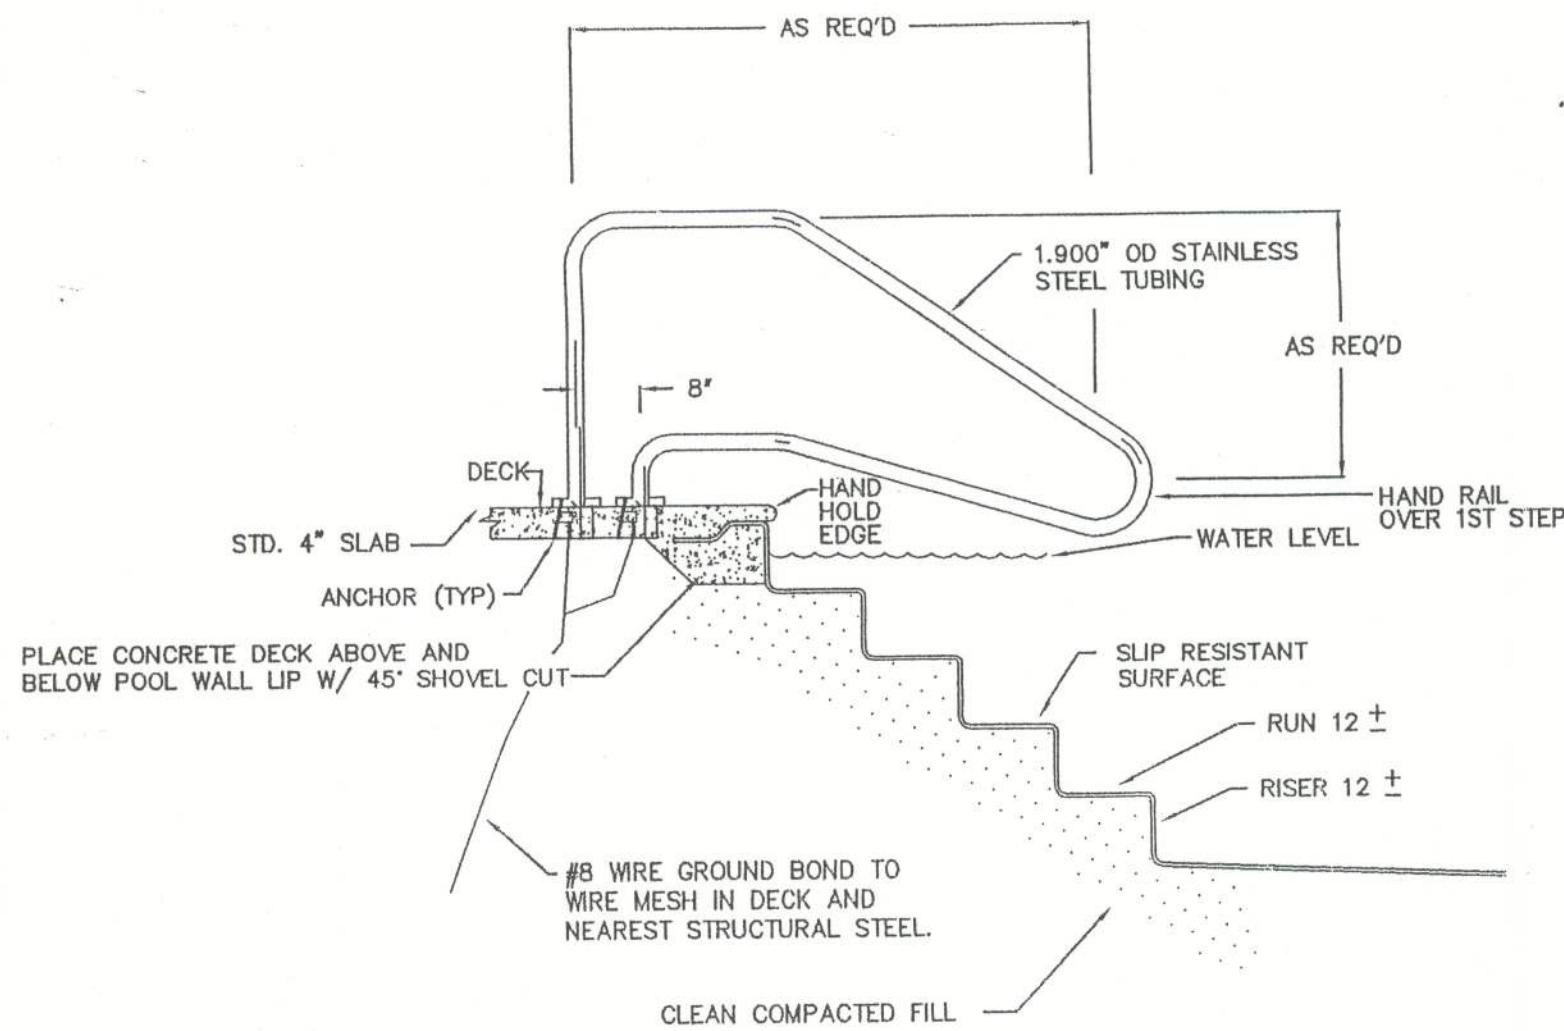 AS REQ'D
1.900" OD STAINLESS
STEEL TUBING
AS REQ'D
8"
DECK
HAND
HOLD
EDGE
HAND RAIL
OVER 1ST STEP
STD. 4" SLAB
WATER LEVEL
ANCHOR (TYP)
PLACE CONCRETE DECK ABOVE AND
BELOW POOL WALL LIP W/ 45° SHOVEL CUT
SLIP RESISTANT
SURFACE
RUN 12 ±
RISER 12 ±
#8 WIRE GROUND BOND TO
WIRE MESH IN DECK AND
NEAREST STRUCTURAL STEEL.
CLEAN COMPACTED FILL